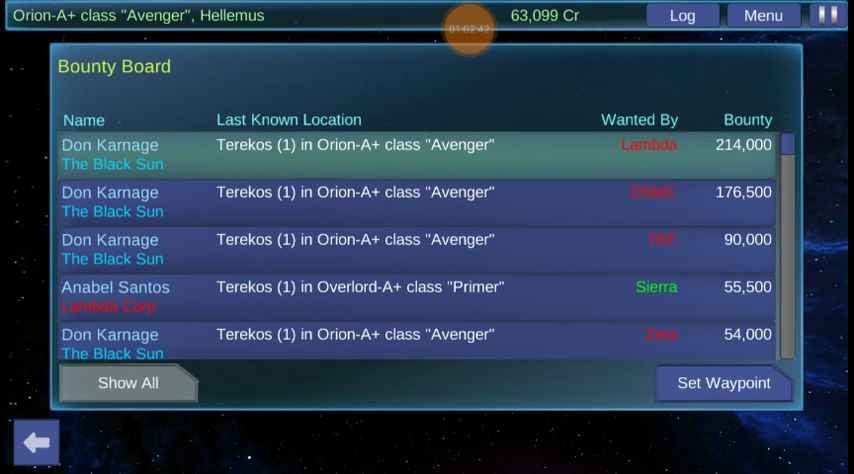 Orion-A+ class "Avenger", Hellemus
01:02:42
63,099 Cr
Log
Menu
Bounty Board
Name Last Known Location Wanted By Bounty
Don Karnage Terekos (1) in Orion-A+ class "Avenger" Lambda 214,000
The Black Sun
Don Karnage Terekos (1) in Orion-A+ class "Avenger" DSMC 176,500
The Black Sun
Don Karnage Terekos (1) in Orion-A+ class "Avenger" TEF 90,000
The Black Sun
Anabel Santos Terekos (1) in Overlord-A+ class "Primer" Sierra 55,500
Lambda Corp
Don Karnage Terekos (1) in Orion-A+ class "Avenger" Zeta 54,000
The Black Sun
Show All
Set Waypoint